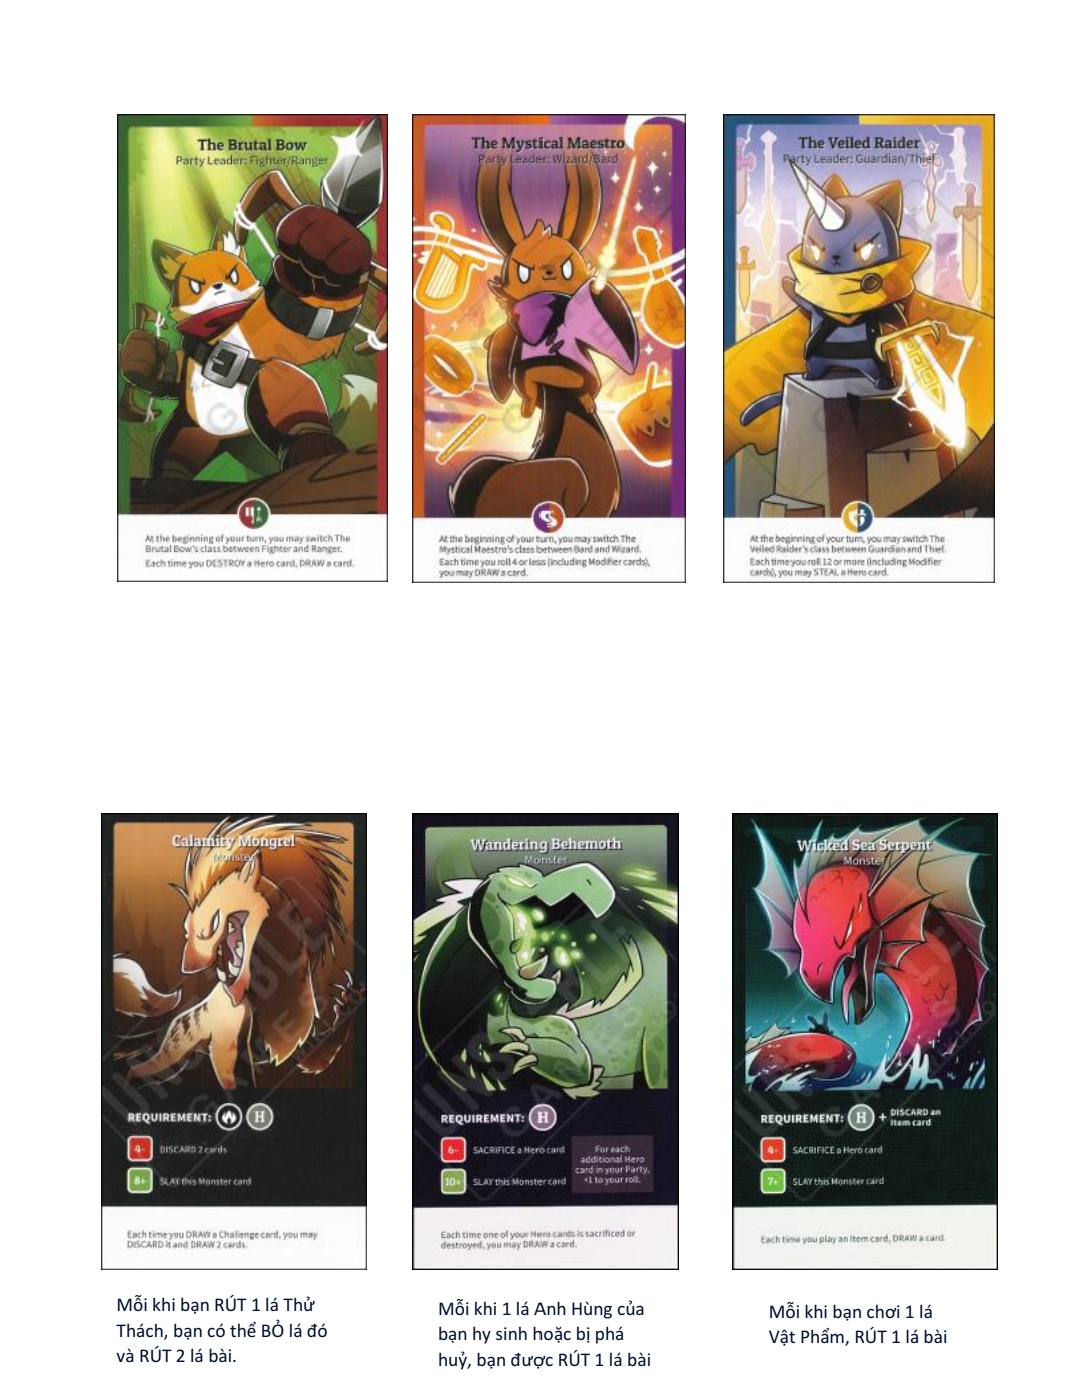 The Brutal Bow
Party Leader: Fighter/Ranger
At the beginning of your turn, you may switch The
Brutal Bow's class between Fighter and Ranger.
Each time you DESTROY a Hero card, DRAW a card.
The Mystical Maestro
Party Leader: Wizard/Bard
At the beginning of your turn, you may switch The
Mystical Maestro's class between Bard and Wizard.
Each time you roll 4 or less (including Modifier cards),
you may DRAW a card.
The Veiled Raider
Party Leader: Guardian/Thief
At the beginning of your turn, you may switch The
Veiled Raider's class between Guardian and Thief.
Each time you roll 12 or more (including Modifier
cards), you may STEAL a Hero card.
Calamity Mongrel
Monster
REQUIREMENT: H
4- DISCARD 2 cards
8+ SLAY this Monster card
Each time you DRAW a Challenge card, you may
DISCARD it and DRAW 2 cards.
Mỗi khi bạn RÚT 1 lá Thử
Thách, bạn có thể BỎ lá đó
và RÚT 2 lá bài.
Wandering Behemoth
Monster
REQUIREMENT: H
6- SACRIFICE a Hero card
10+ SLAY this Monster card
For each
additional Hero
card in your Party,
+1 to your roll.
Each time one of your Hero cards is sacrificed or
destroyed, you may DRAW a card.
Mỗi khi 1 lá Anh Hùng của
bạn hy sinh hoặc bị phá
huỷ, bạn được RÚT 1 lá bài
Wicked Sea Serpent
Monster
REQUIREMENT: H + DISCARD an
Item card
4- SACRIFICE a Hero card
7+ SLAY this Monster card
Each time you play an Item card, DRAW a card.
Mỗi khi bạn chơi 1 lá
Vật Phẩm, RÚT 1 lá bài